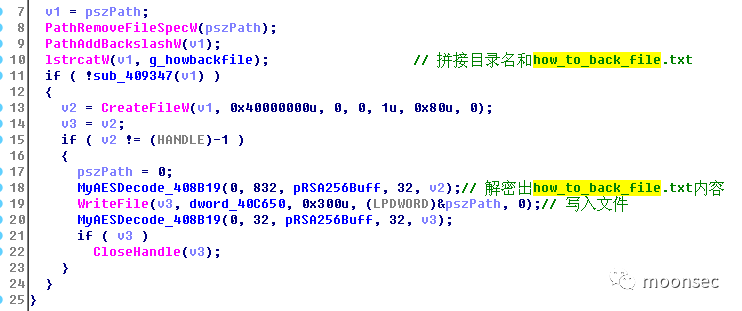 7 v1 = pszPath;
8 PathRemoveFileSpecW(pszPath);
9 PathAddBackslashW(v1);
10 lstrcatW(v1, g_howbackfile); // 拼接目录名和how_to_back_file.txt
11 if ( !sub_409347(v1) )
12 {
13 v2 = CreateFileW(v1, 0x40000000u, 0, 0, 1u, 0x80u, 0);
14 v3 = v2;
15 if ( v2 != (HANDLE)-1 )
16 {
17 pszPath = 0;
18 MyAESDecode_408B19(0, 832, pRSA256Buff, 32, v2);// 解密出how_to_back_file.txt内容
19 WriteFile(v3, dword_40C650, 0x300u, (LPDWORD)&pszPath, 0);// 写入文件
20 MyAESDecode_408B19(0, 32, pRSA256Buff, 32, v3);
21 if ( v3 )
22 CloseHandle(v3);
23 }
24 }
25 }
moonsec